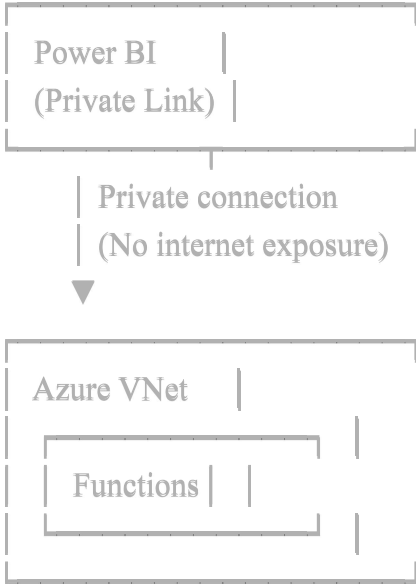 Power BI
(Private Link)
Private connection
(No internet exposure)
Azure VNet
Functions